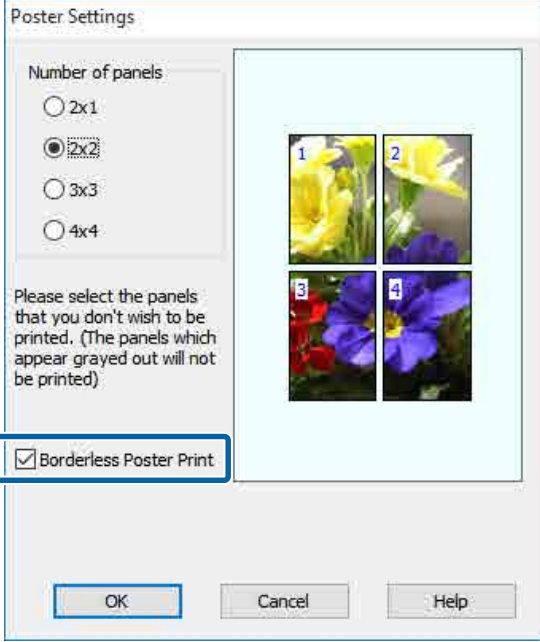 Poster Settings
Number of panels
2x1
2x2
3x3
4x4
1
2
3
4
Please select the panels
that you don't wish to be
printed. (The panels which
appear grayed out will not
be printed)
Borderless Poster Print
OK
Cancel
Help